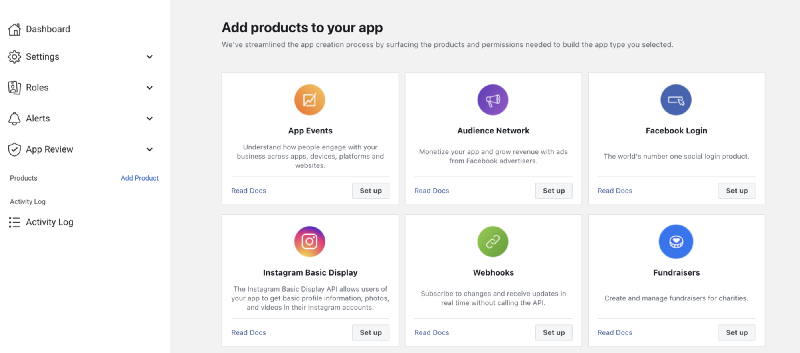 Dashboard
Settings
Roles
Alerts
App Review
Products Add Product
Activity Log
Activity Log
Add products to your app
We've streamlined the app creation process by surfacing the products and permissions needed to build the app type you selected.
App Events
Understand how people engage with your
business across apps, devices, platforms and
websites.
Read Docs Set up
Audience Network
Monetize your app and grow revenue with ads
from Facebook advertisers.
Read Docs Set up
Facebook Login
The world's number one social login product.
Read Docs Set up
Instagram Basic Display
The Instagram Basic Display API allows users of
your app to get basic profile information, photos,
and videos in their Instagram accounts.
Read Docs Set up
Webhooks
Subscribe to changes and receive updates in
real time without calling the API.
Read Docs Set up
Fundraisers
Create and manage fundraisers for charities.
Read Docs Set up